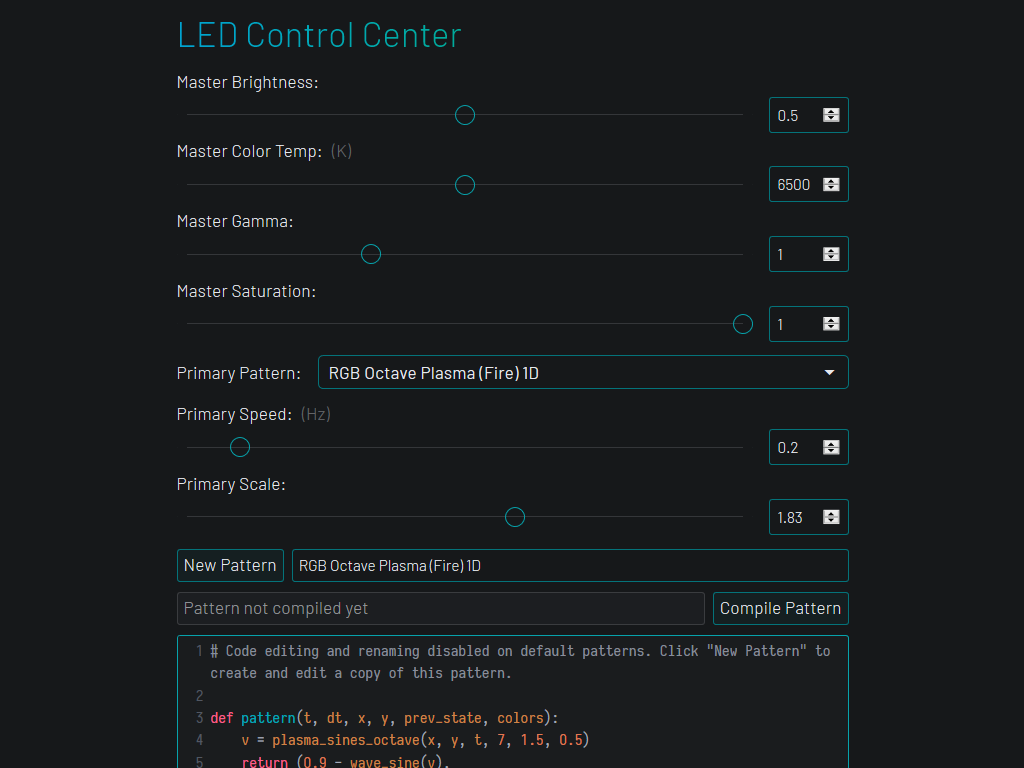 LED Control Center
Master Brightness:
0.5
Master Color Temp: (K)
6500
Master Gamma:
1
Master Saturation:
1
Primary Pattern: RGB Octave Plasma (Fire) 1D
Primary Speed: (Hz)
0.2
Primary Scale:
1.83
New Pattern RGB Octave Plasma (Fire) 1D
Pattern not compiled yet Compile Pattern
1 # Code editing and renaming disabled on default patterns. Click "New Pattern" to
create and edit a copy of this pattern.
2
3 def pattern(t, dt, x, y, prev_state, colors):
4 v = plasma_sines_octave(x, y, t, 7, 1.5, 0.5)
5 return (0.9 - wave_sine(v),